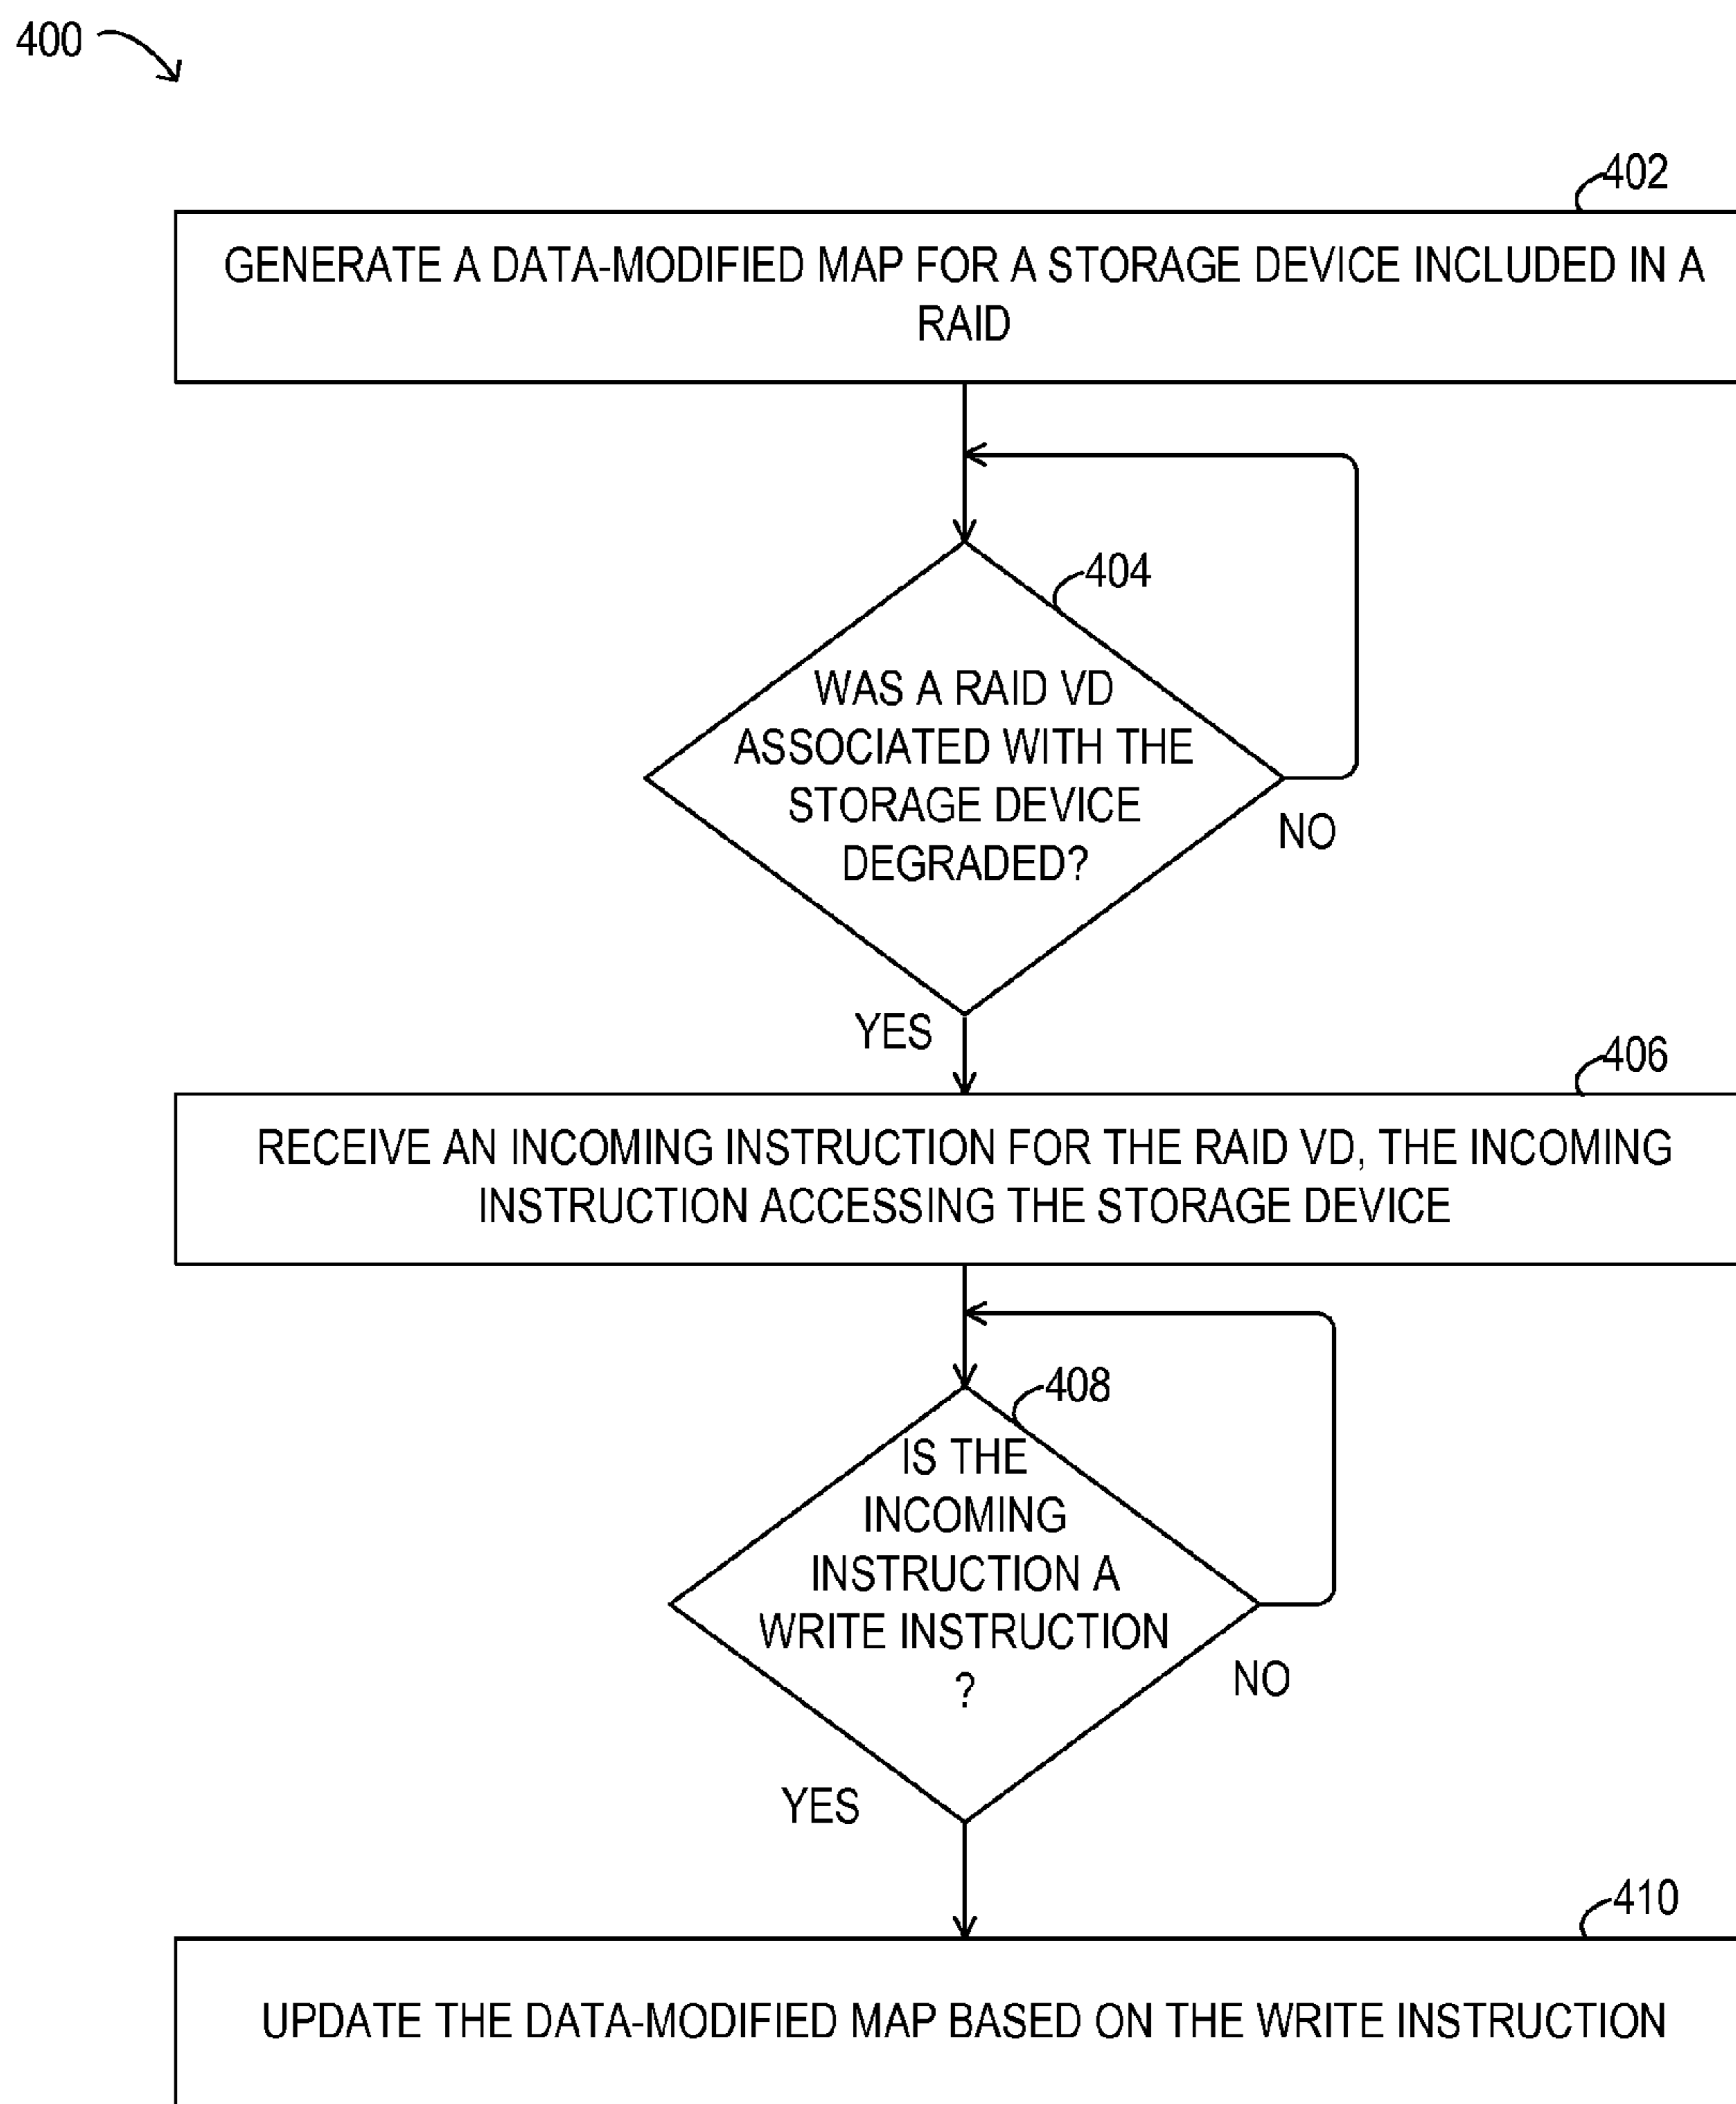 400
402
GENERATE A DATA-MODIFIED MAP FOR A STORAGE DEVICE INCLUDED IN A
RAID
404
WAS A RAID VD
ASSOCIATED WITH THE
STORAGE DEVICE
DEGRADED?
NO
YES
406
RECEIVE AN INCOMING INSTRUCTION FOR THE RAID VD, THE INCOMING
INSTRUCTION ACCESSING THE STORAGE DEVICE
408
IS THE
INCOMING
INSTRUCTION A
WRITE INSTRUCTION
?
NO
YES
410
UPDATE THE DATA-MODIFIED MAP BASED ON THE WRITE INSTRUCTION